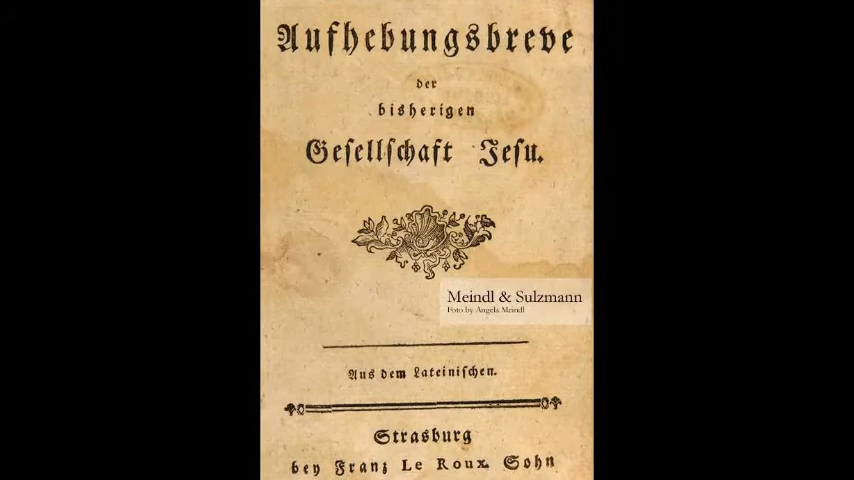 Aufhebungsbreve
der
bisherigen
Gesellschaft Jesu.
Meindl & Sulzmann
Foto by Angela Meindl
Aus dem Lateinischen.
Strasburg
bey Franz Le Roux. Sohn